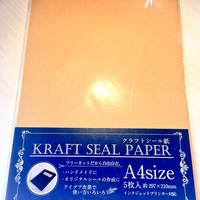 クラフトシール紙
KRAFT SEAL PAPER
フリーカットだから自由自在。
・ハンドメイドに
・オリジナルシールの作成に
アイデア次第で
使い方いろいろ
A4size
5枚入 約297×210mm
インクジェットプリンター対応